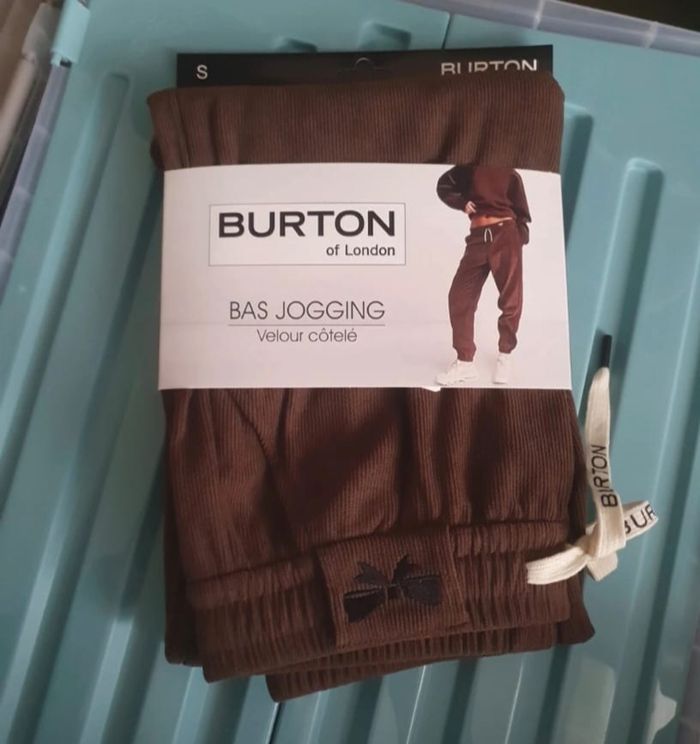 S
BURTON
BURTON
of London
BAS JOGGING
Velour côtelé
BURTON
BUR